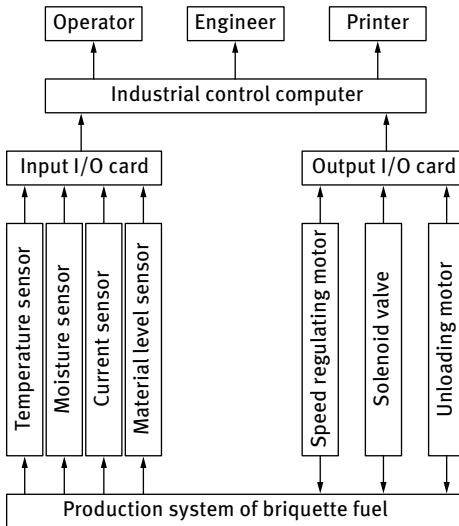 Operator
Engineer
Printer
Industrial control computer
Input I/O card
Output I/O card
Temperature sensor
Moisture sensor
Current sensor
Material level sensor
Speed regulating motor
Solenoid valve
Unloading motor
Production system of briquette fuel